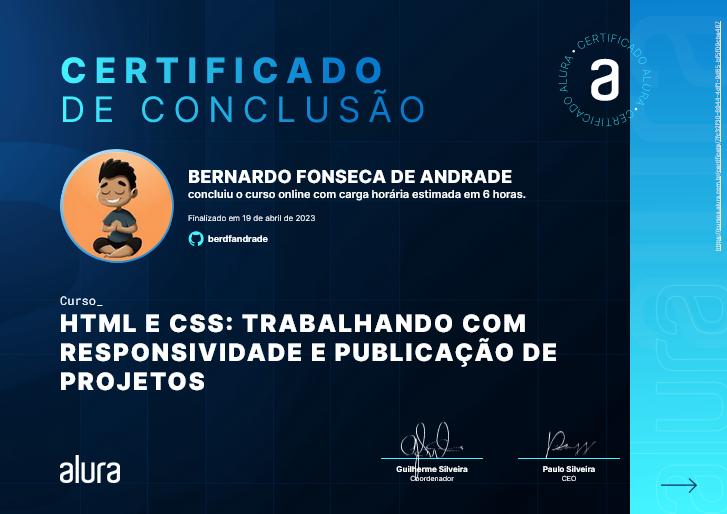 CERTIFICADO
DE CONCLUSÃO
ALURA • CERTIFICADO ALURA • CERTIFICADO
a
BERNARDO FONSECA DE ANDRADE
concluiu o curso online com carga horária estimada em 6 horas.
Finalizado em 19 de abril de 2023
berdfandrade
Curso_
HTML E CSS: TRABALHANDO COM
RESPONSIVIDADE E PUBLICAÇÃO DE
PROJETOS
alura
Guilherme Silveira
Coordenador
Paulo Silveira
CEO
alura